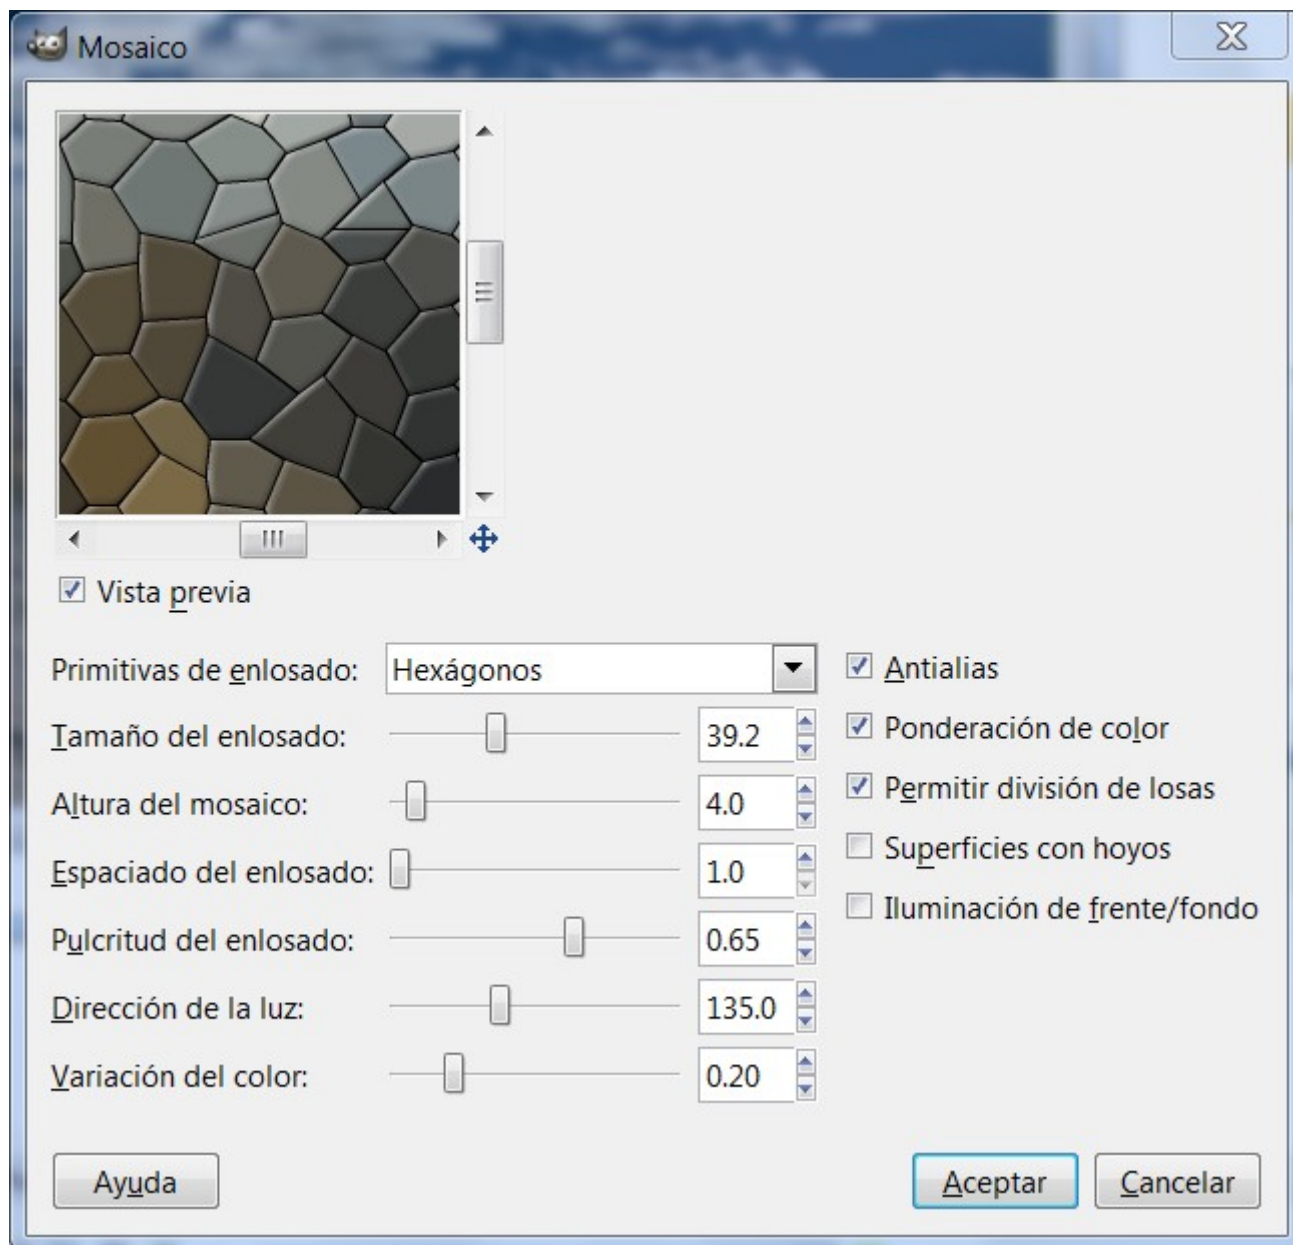 Mosaico
Vista previa
Primitivas de enlosado: Hexágonos
Tamaño del enlosado: 39.2
Altura del mosaico: 4.0
Espaciado del enlosado: 1.0
Pulcritud del enlosado: 0.65
Dirección de la luz: 135.0
Variación del color: 0.20
Antialias
Ponderación de color
Permitir división de losas
Superficies con hoyos
Iluminación de frente/fondo
Ayuda
Aceptar
Cancelar